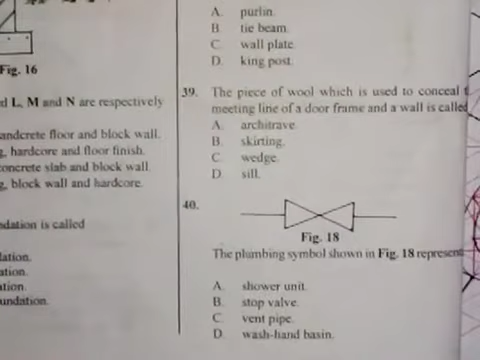 Fig. 16
L, M and N are respectively
andcrete floor and block wall.
hardcore and floor finish.
oncrete slab and block wall.
block wall and hardcore.
ndation is called
lation.
ation.
ation.
undation.
A. purlin.
B tie beam.
C. wall plate.
D. king post.
39. The piece of wool which is used to conceal t
meeting line of a door frame and a wall is called
A. architrave.
B. skirting.
C wedge.
D. sill.
40.
Fig. 18
The plumbing symbol shown in Fig. 18 represent
A. shower unit.
B. stop valve.
C vent pipe.
D. wash-hand basin.